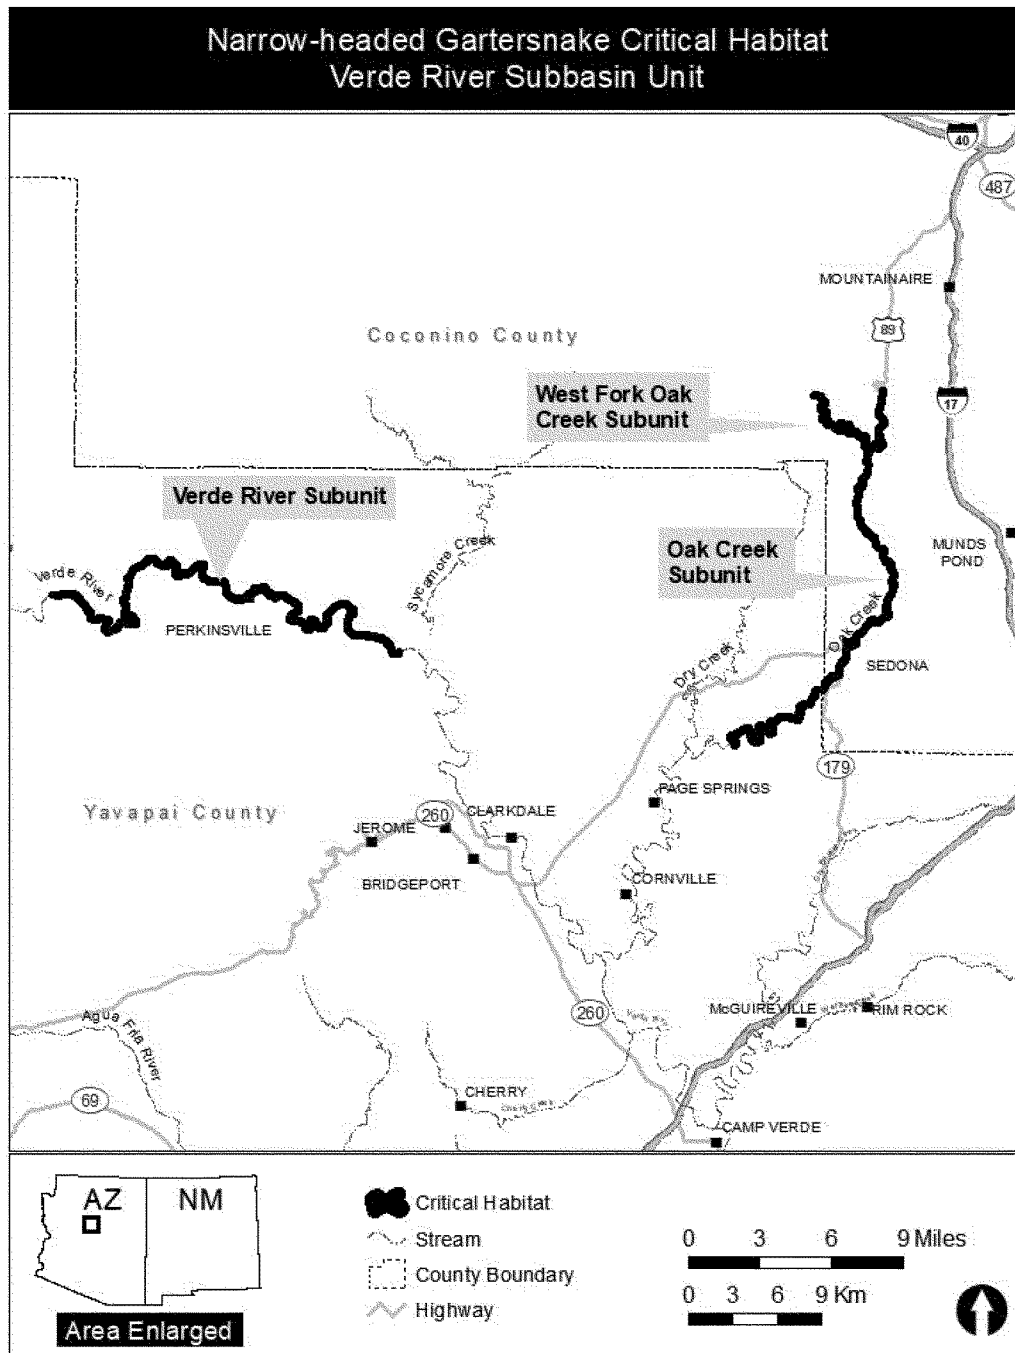 Narrow-headed Gartersnake Critical Habitat
Verde River Subbasin Unit
40
487
MOUNTAINAIRE
89
Coconino County
17
West Fork Oak
Creek Subunit
Verde River Subunit
Oak Creek
Subunit
MUNDS
POND
Sycamore Creek
Verde River
PERKINSVILLE
Oak Creek
SEDONA
Dry Creek
179
PAGE SPRINGS
Yavapai County
260
CLARKDALE
JEROME
BRIDGEPORT
CORNVILLE
260
McGUIREVILLE
RIM ROCK
Agua Fria River
69
CHERRY
CAMP VERDE
AZ
NM
Area Enlarged
Critical Habitat
Stream
County Boundary
Highway
0 3 6 9 Miles
0 3 6 9 Km